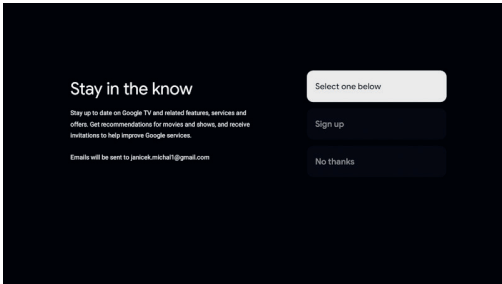 Stay in the know
Stay up to date on Google TV and related features, services and
offers. Get recommendations for movies and shows, and receive
invitations to help improve Google services.
Emails will be sent to janicek.michal1@gmail.com
Select one below
Sign up
No thanks